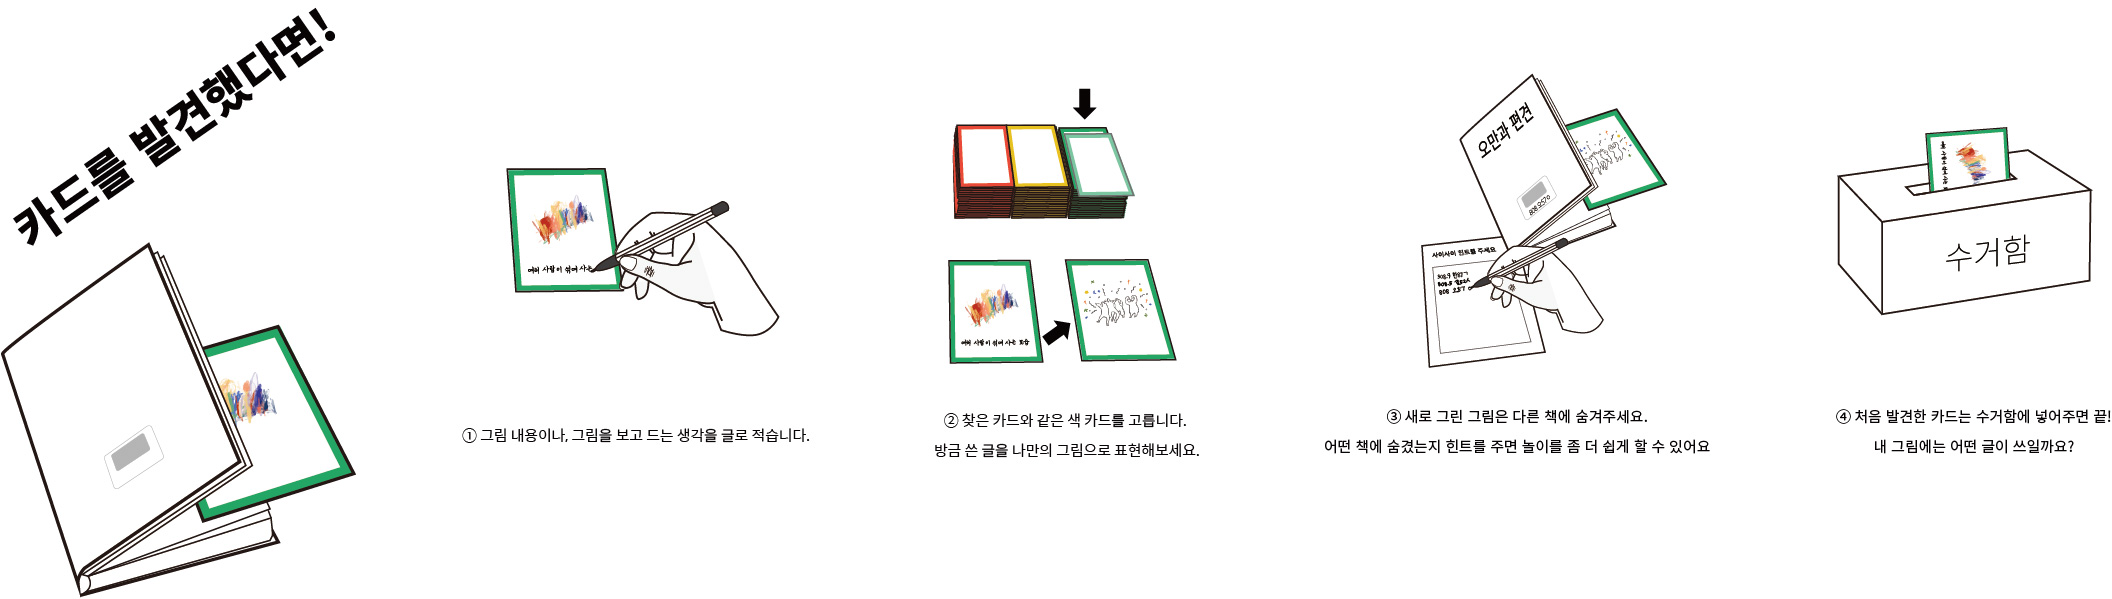 카드를 발견했다면!
여러 사람이 섞여 사는
① 그림 내용이나, 그림을 보고 드는 생각을 글로 적습니다.
여러 사람이 섞여 사는 모습
② 찾은 카드와 같은 색 카드를 고릅니다.
방금 쓴 글을 나만의 그림으로 표현해보세요.
오만과 편견
사이사이 힌트를 주세요
③ 새로 그린 그림은 다른 책에 숨겨주세요.
어떤 책에 숨겼는지 힌트를 주면 놀이를 좀 더 쉽게 할 수 있어요
수거함
④ 처음 발견한 카드는 수거함에 넣어주면 끝!
내 그림에는 어떤 글이 쓰일까요?